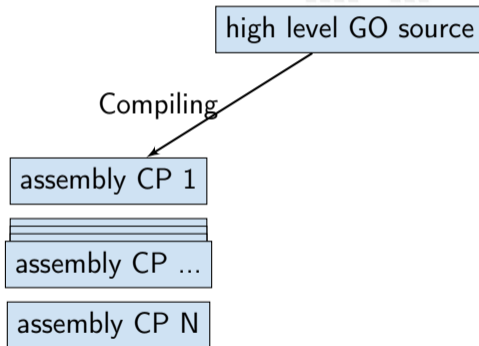 high level GO source
Compiling
assembly CP 1
assembly CP ...
assembly CP N